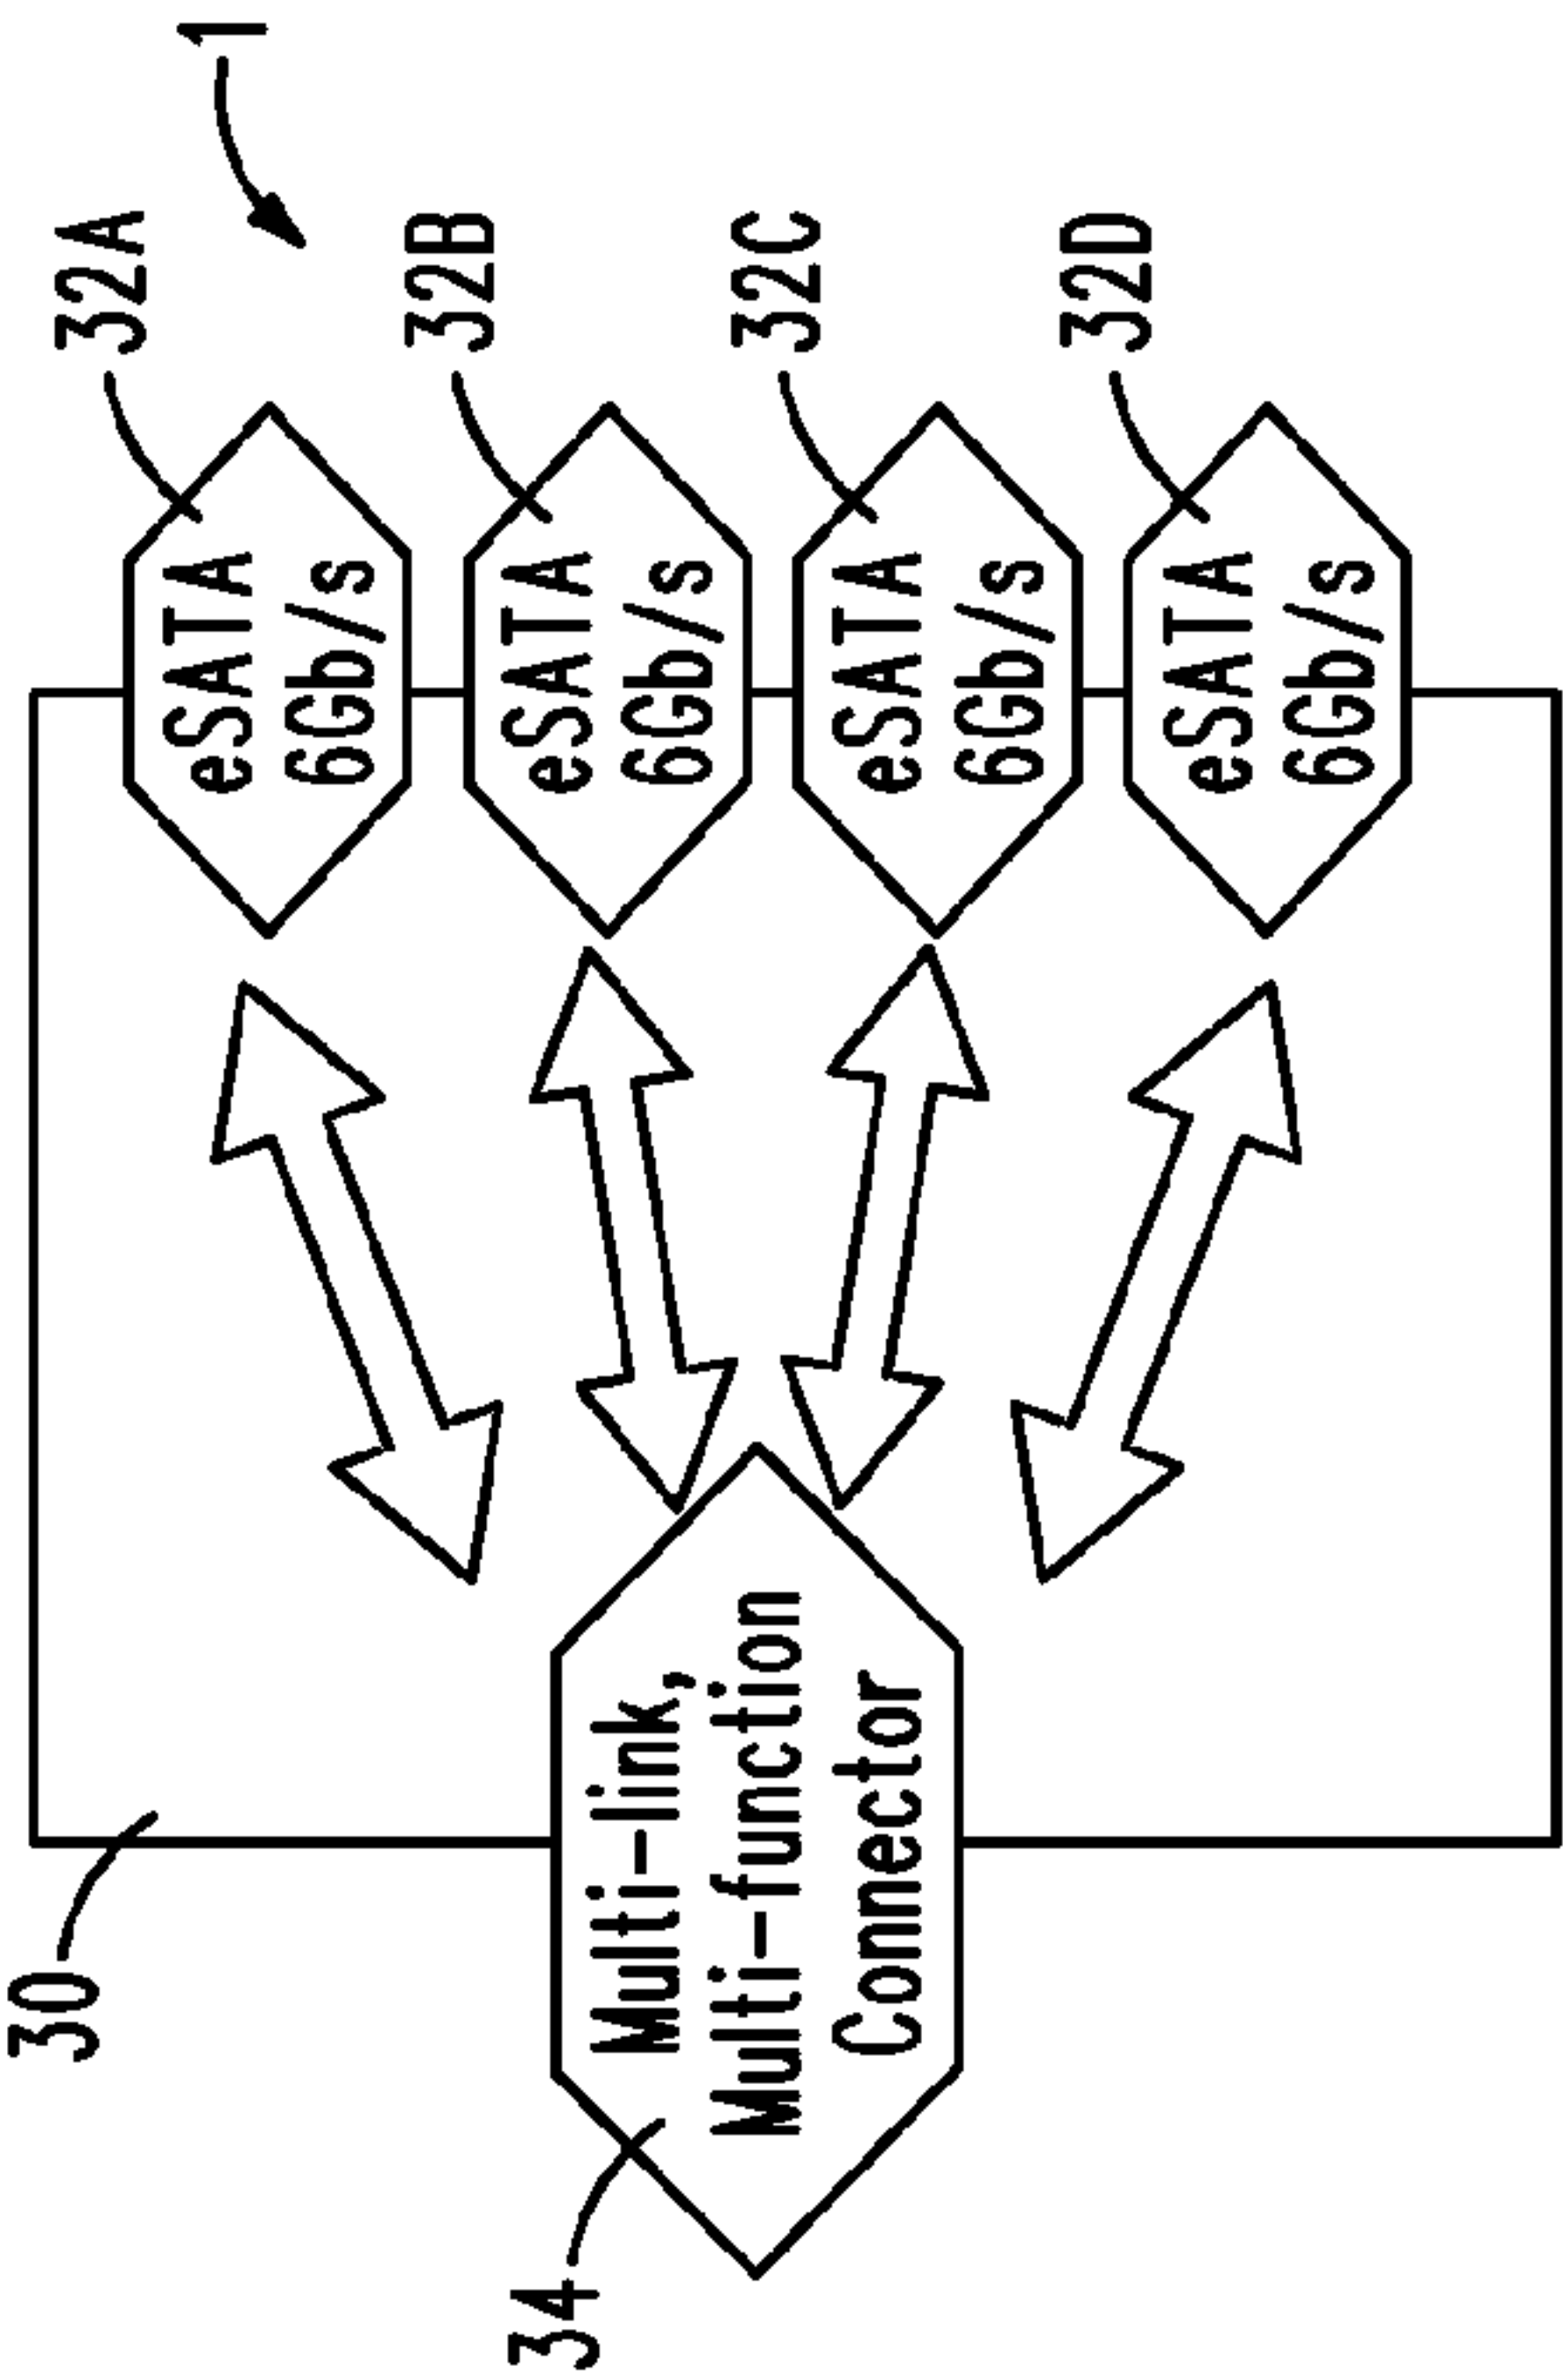 1
30
32A
eSATA
6Gb/s
32B
eSATA
6Gb/s
34
Multi-link,
Multi-function
Connector
32C
eSATA
6Gb/s
32D
eSATA
6Gb/s